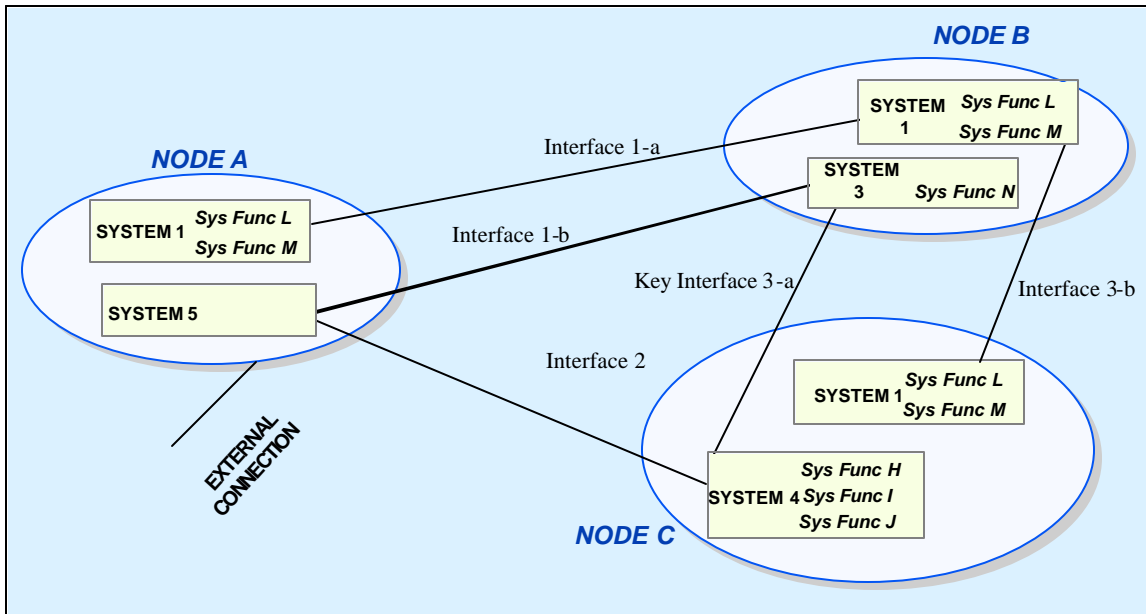 NODE B
SYSTEM
1
Sys Func L
Sys Func M
Interface 1-a
NODE A
SYSTEM
3
Sys Func N
SYSTEM 1
Sys Func L
Sys Func M
Interface 1-b
Key Interface 3-a
Interface 3-b
SYSTEM 5
Interface 2
SYSTEM 1
Sys Func L
Sys Func M
EXTERNAL
CONNECTION
SYSTEM 4
Sys Func H
Sys Func I
Sys Func J
NODE C